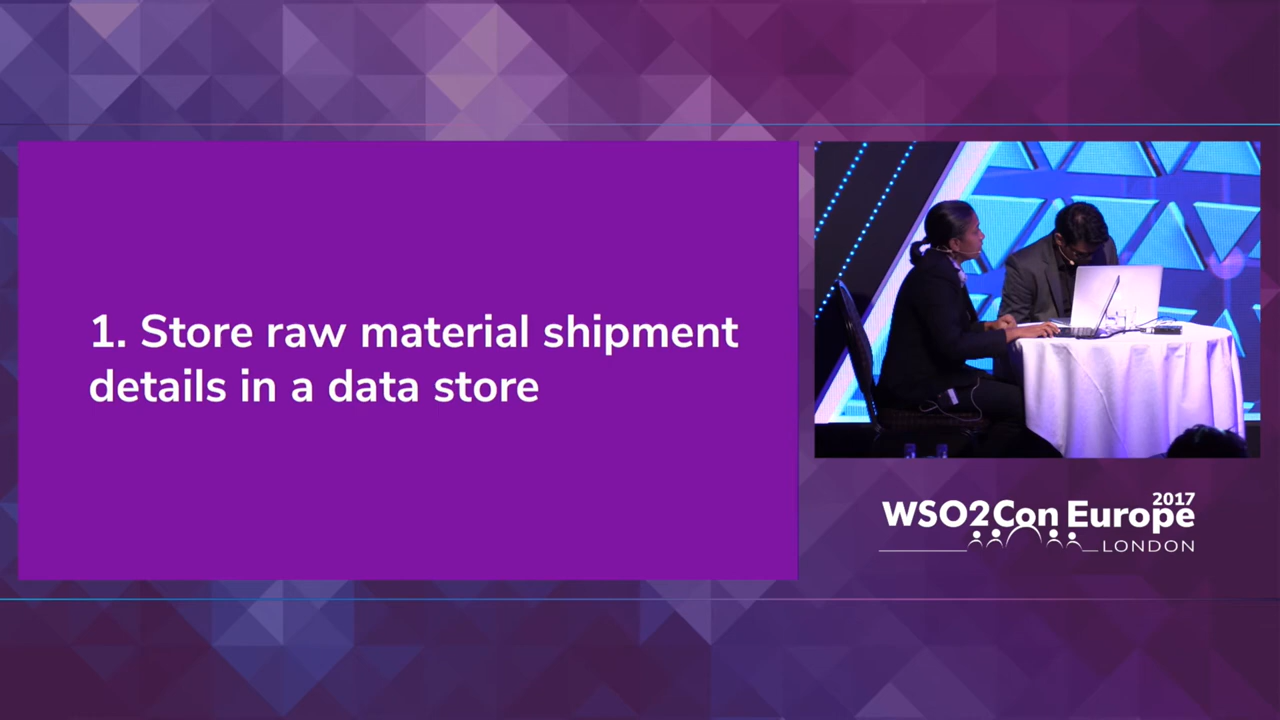 1. Store raw material shipment
details in a data store
2017
WSO2Con Europe
LONDON